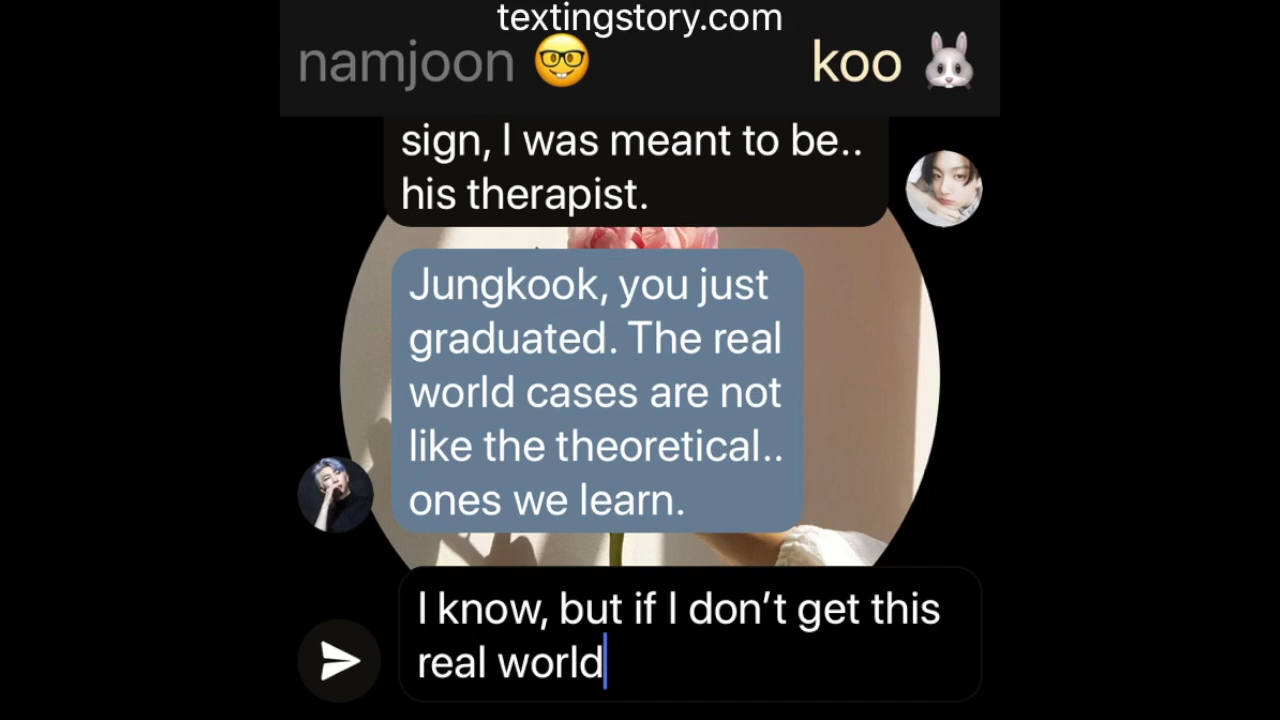 textingstory.com
namjoon 🤓 koo 🐰
sign, I was meant to be..
his therapist.
Jungkook, you just
graduated. The real
world cases are not
like the theoretical..
ones we learn.
I know, but if I don’t get this
real world